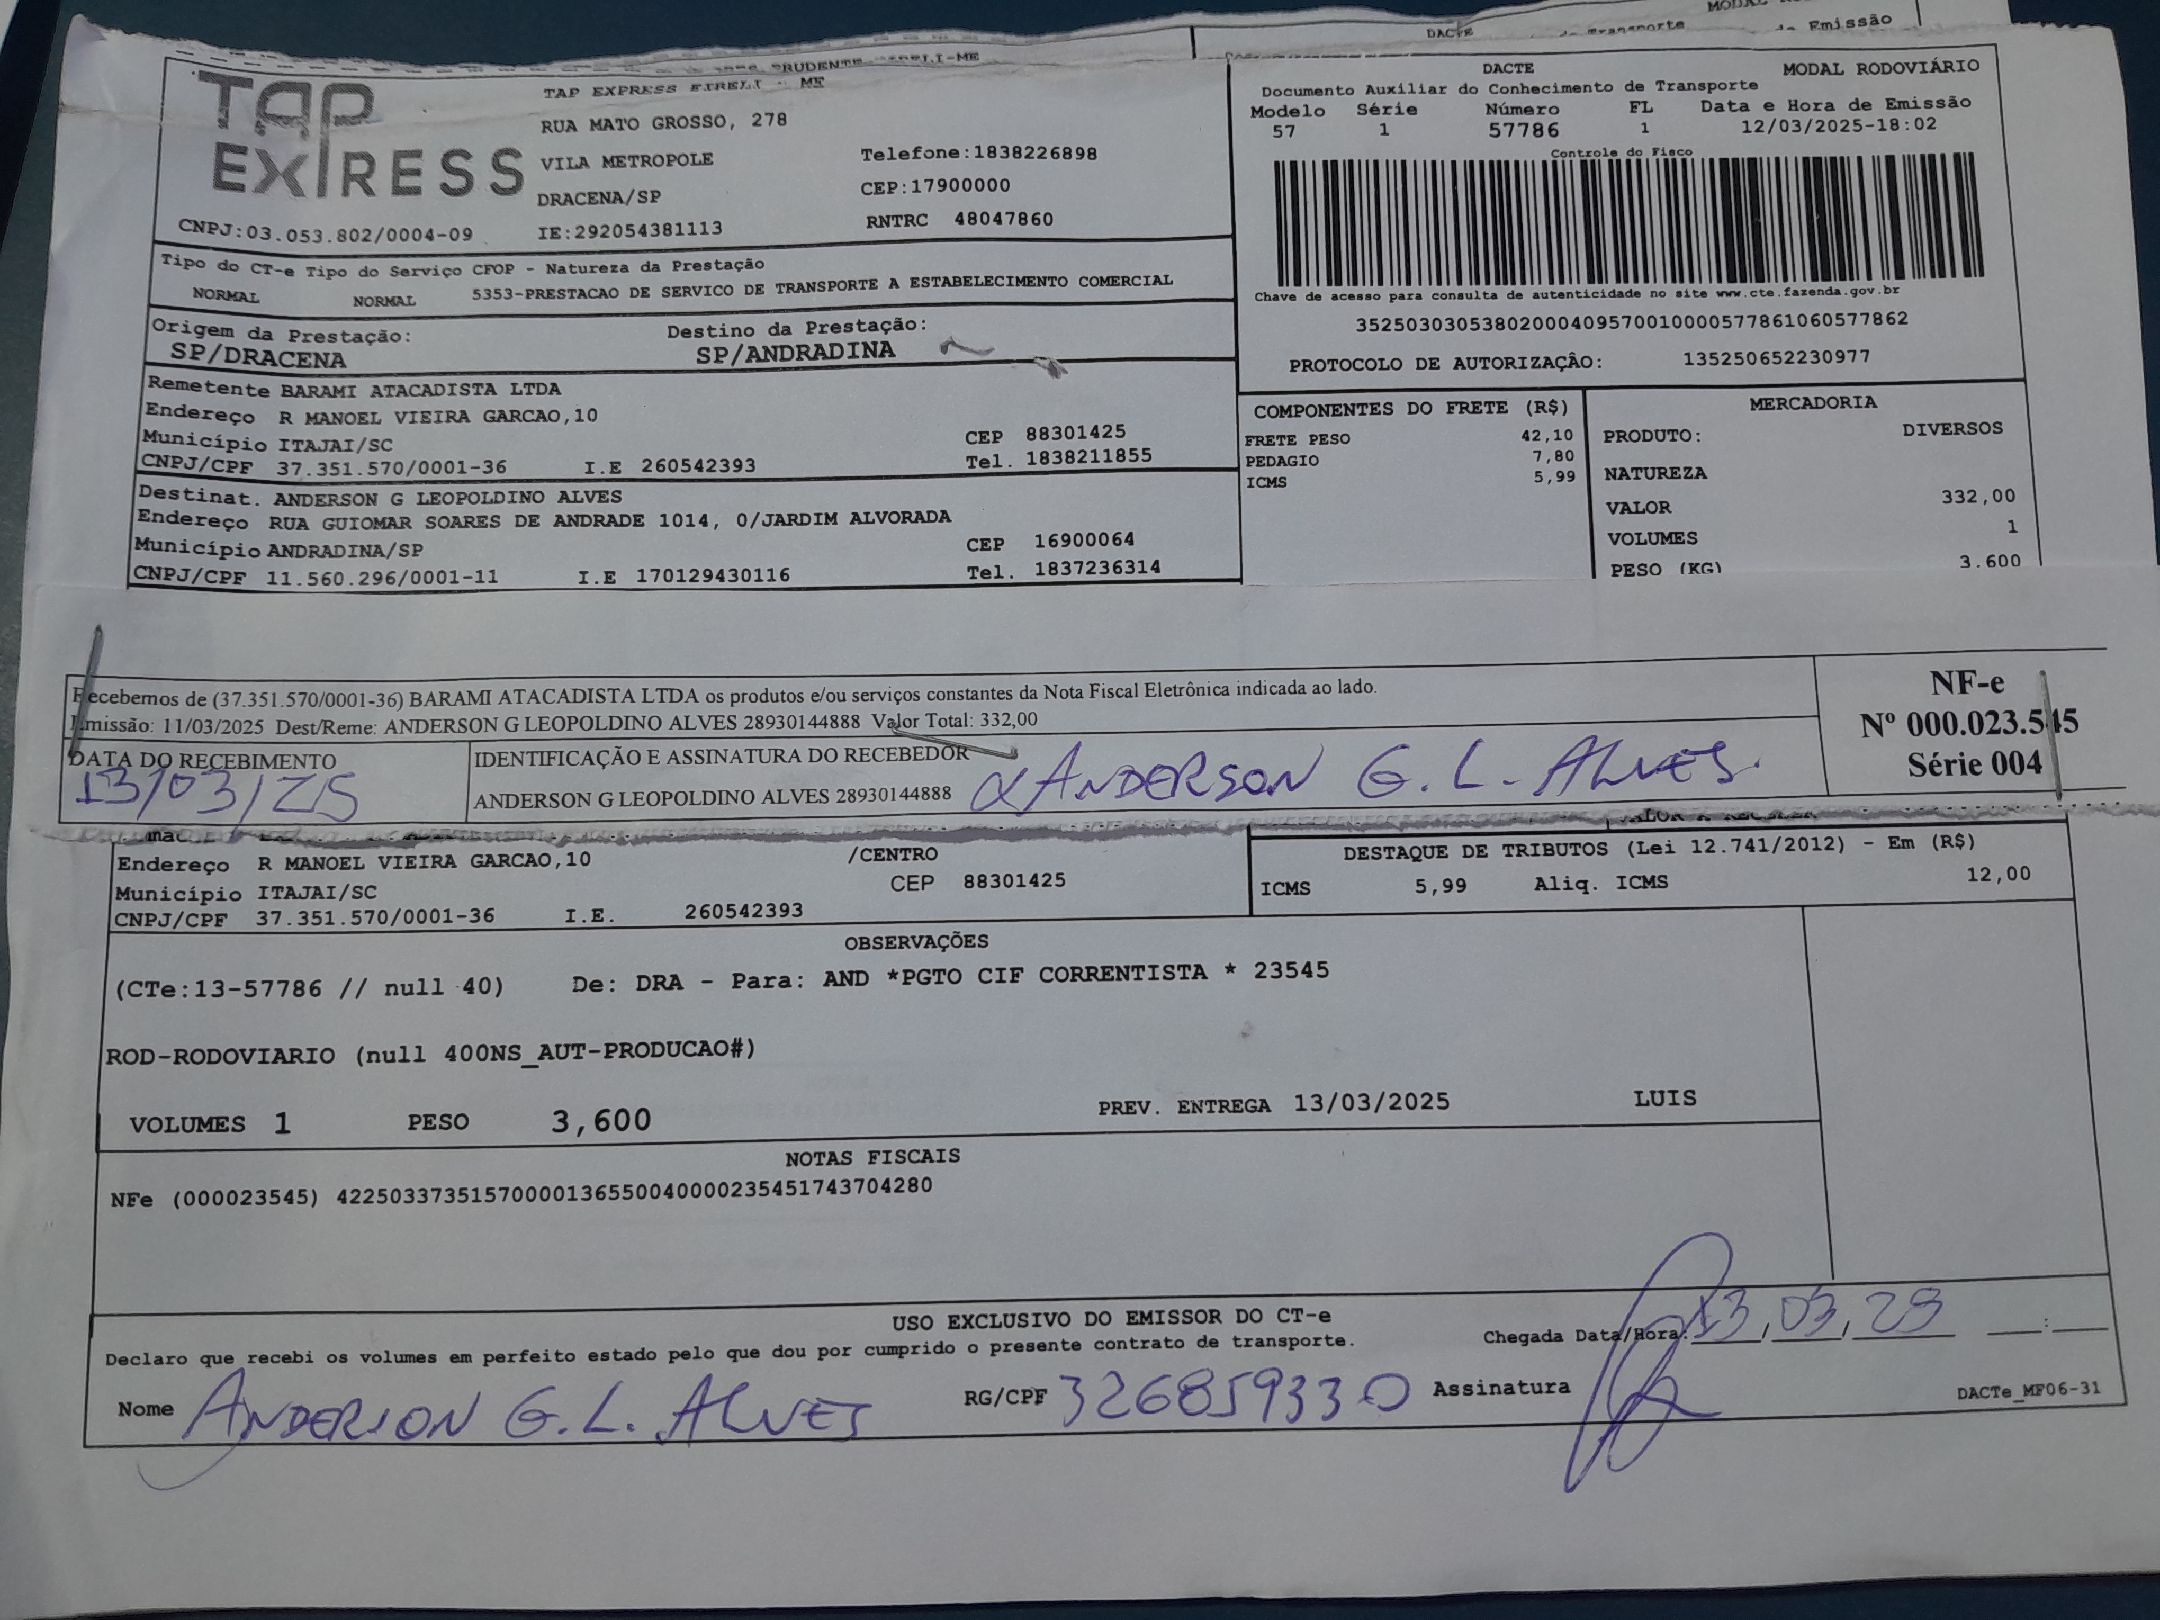 DACTE
Emissão
TAP EXPRESS
TAP EXPRESS EIRELI - ME
RUA MATO GROSSO, 278
VILA METROPOLE Telefone:1838226898
DRACENA/SP CEP:17900000
CNPJ:03.053.802/0004-09 IE:292054381113 RNTRC 48047860
DACTE MODAL RODOVIÁRIO
Documento Auxiliar do Conhecimento de Transporte
Modelo Série Número FL Data e Hora de Emissão
57 1 57786 1 12/03/2025-18:02
Controle do Fisco
Chave de acesso para consulta de autenticidade no site www.cte.fazenda.gov.br
35250303053802000409570010000577861060577862
PROTOCOLO DE AUTORIZAÇÂO: 135250652230977
Tipo do CT-e Tipo do Serviço CFOP - Natureza da Prestação
NORMAL NORMAL 5353-PRESTACAO DE SERVICO DE TRANSPORTE A ESTABELECIMENTO COMERCIAL
Origem da Prestação: Destino da Prestação:
SP/DRACENA SP/ANDRADINA
Remetente BARAMI ATACADISTA LTDA
Endereço R MANOEL VIEIRA GARCAO,10
Município ITAJAI/SC CEP 88301425
CNPJ/CPF 37.351.570/0001-36 I.E 260542393 Tel. 1838211855
Destinat. ANDERSON G LEOPOLDINO ALVES
Endereço RUA GUIOMAR SOARES DE ANDRADE 1014, 0/JARDIM ALVORADA
Município ANDRADINA/SP CEP 16900064
CNPJ/CPF 11.560.296/0001-11 I.E 170129430116 Tel. 1837236314
COMPONENTES DO FRETE (R$)
FRETE PESO 42,10
PEDAGIO 7,80
ICMS 5,99
MERCADORIA
PRODUTO: DIVERSOS
NATUREZA
VALOR 332,00
VOLUMES 1
PESO (KG) 3.600
Recebemos de (37.351.570/0001-36) BARAMI ATACADISTA LTDA os produtos e/ou serviços constantes da Nota Fiscal Eletrônica indicada ao lado.
Emissão: 11/03/2025 Dest/Reme: ANDERSON G LEOPOLDINO ALVES 28930144888 Valor Total: 332,00
DATA DO RECEBIMENTO IDENTIFICAÇÃO E ASSINATURA DO RECEBEDOR
13/03/25 ANDERSON G LEOPOLDINO ALVES 28930144888 ANDERSON G. L. ALVES.
NF-e
Nº 000.023.545
Série 004
Endereço R MANOEL VIEIRA GARCAO,10 /CENTRO
Município ITAJAI/SC CEP 88301425
CNPJ/CPF 37.351.570/0001-36 I.E. 260542393
DESTAQUE DE TRIBUTOS (Lei 12.741/2012) - Em (R$)
ICMS 5,99 Aliq. ICMS 12,00
OBSERVAÇÕES
(CTe:13-57786 // null 40) De: DRA - Para: AND *PGTO CIF CORRENTISTA * 23545
ROD-RODOVIARIO (null 400NS_AUT-PRODUCAO#)
VOLUMES 1 PESO 3,600 PREV. ENTREGA 13/03/2025 LUIS
NOTAS FISCAIS
NFe (000023545) 42250337351570000136550040000235451743704280
USO EXCLUSIVO DO EMISSOR DO CT-e
Declaro que recebi os volumes em perfeito estado pelo que dou por cumprido o presente contrato de transporte.
Chegada Data/Hora: 13,03,25 __:__
Nome ANDERSON G. L. ALVES RG/CPF 326859330 Assinatura
DACTe_MF06-31